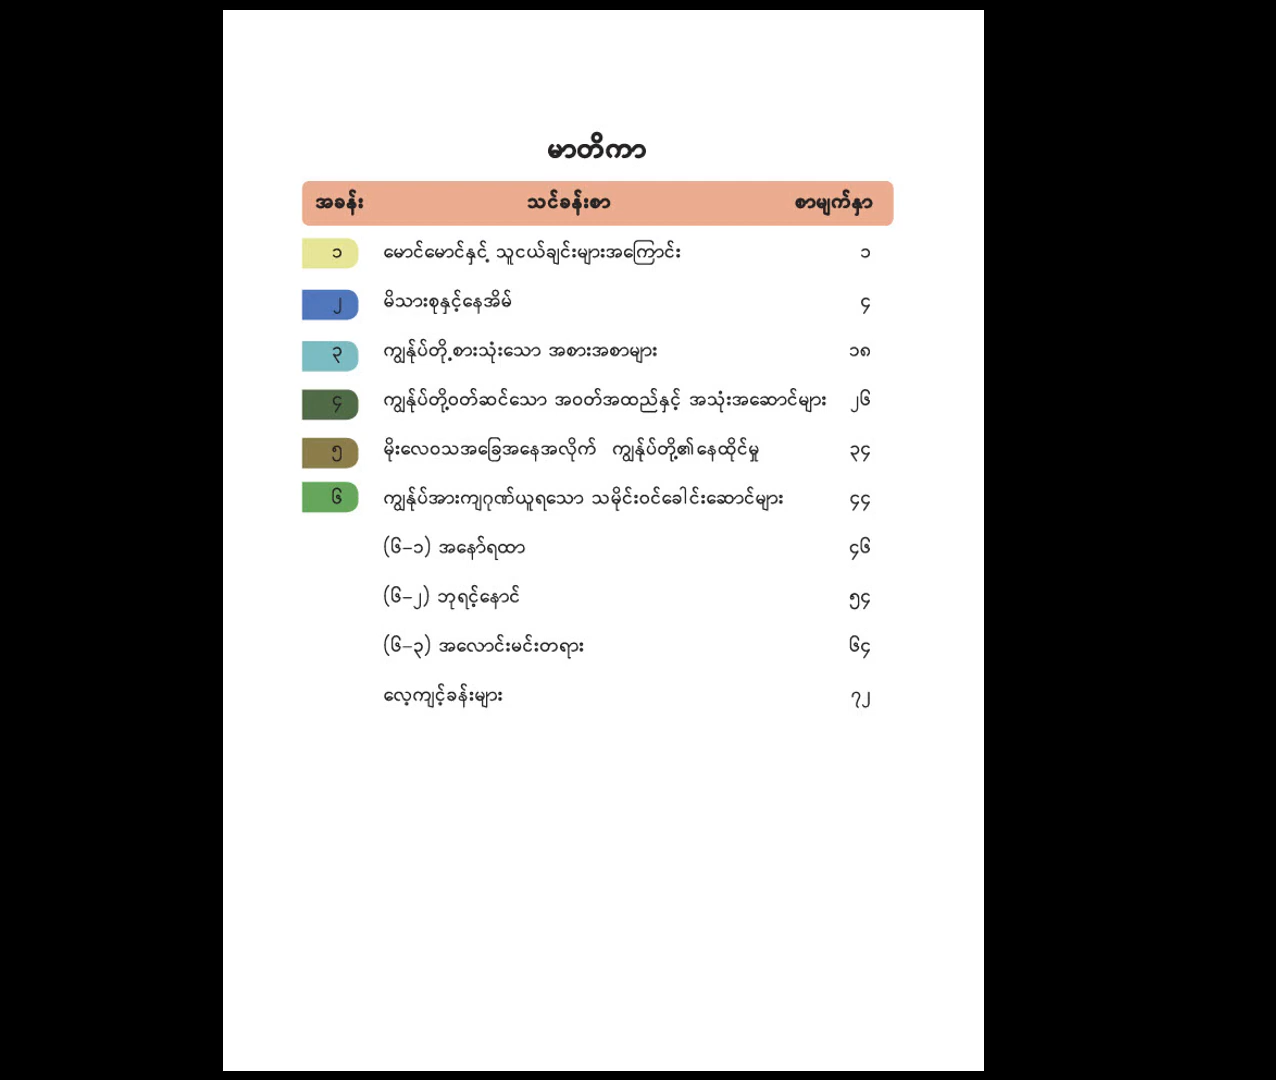 မာတိကာ
အခန်း သင်ခန်းစာ စာမျက်နှာ
၁ မောင်မောင်နှင့် သူငယ်ချင်းများအကြောင်း ၁
၂ မိသားစုနှင့်နေအိမ် ၄
၃ ကျွန်ုပ်တို့စားသုံးသော အစားအစာများ ၁၈
၄ ကျွန်ုပ်တို့ဝတ်ဆင်သော အဝတ်အထည်နှင့် အသုံးအဆောင်များ ၂၆
၅ မိုးလေဝသအခြေအနေအလိုက် ကျွန်ုပ်တို့၏နေထိုင်မှု ၃၄
၆ ကျွန်ုပ်အားကျဂုဏ်ယူရသော သမိုင်းဝင်ခေါင်းဆောင်များ ၄၄
(၆–၁) အနော်ရထာ ၄၆
(၆–၂) ဘုရင့်နောင် ၅၄
(၆–၃) အလောင်းမင်းတရား ၆၄
လေ့ကျင့်ခန်းများ ၇၂